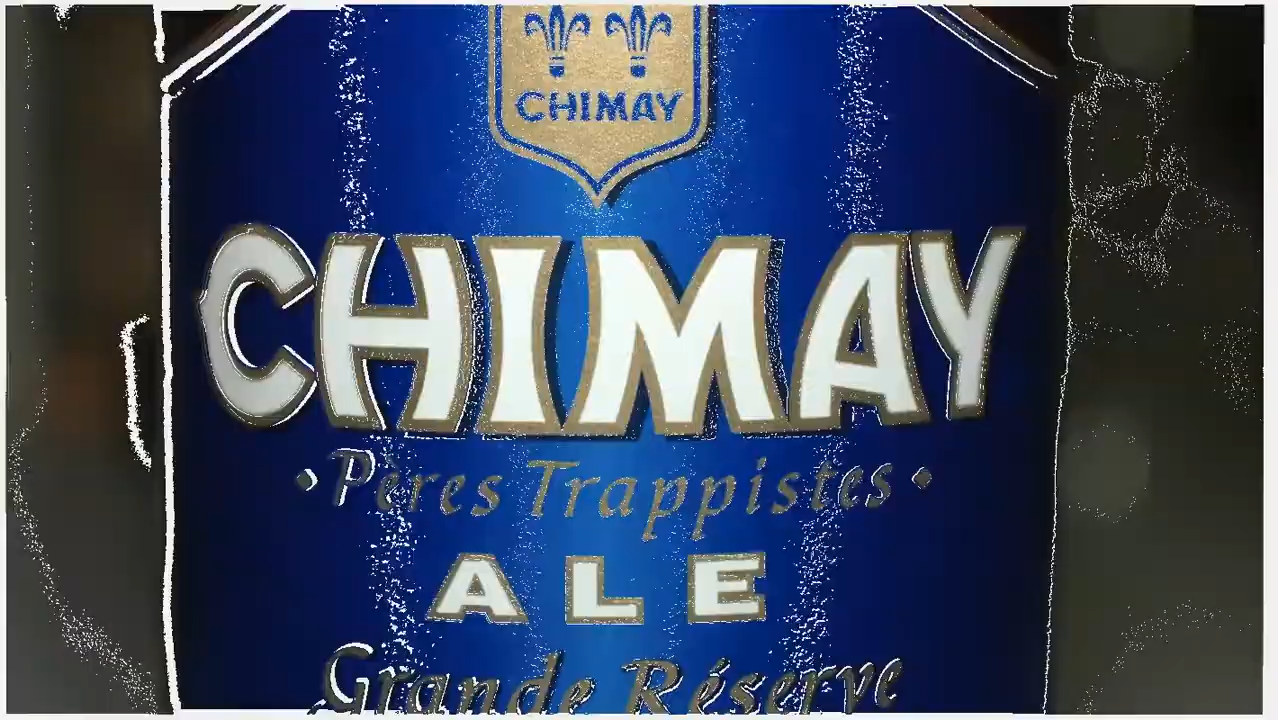 CHIMAY
CHIMAY
· Pères Trappistes ·
ALE
Grande Réserve